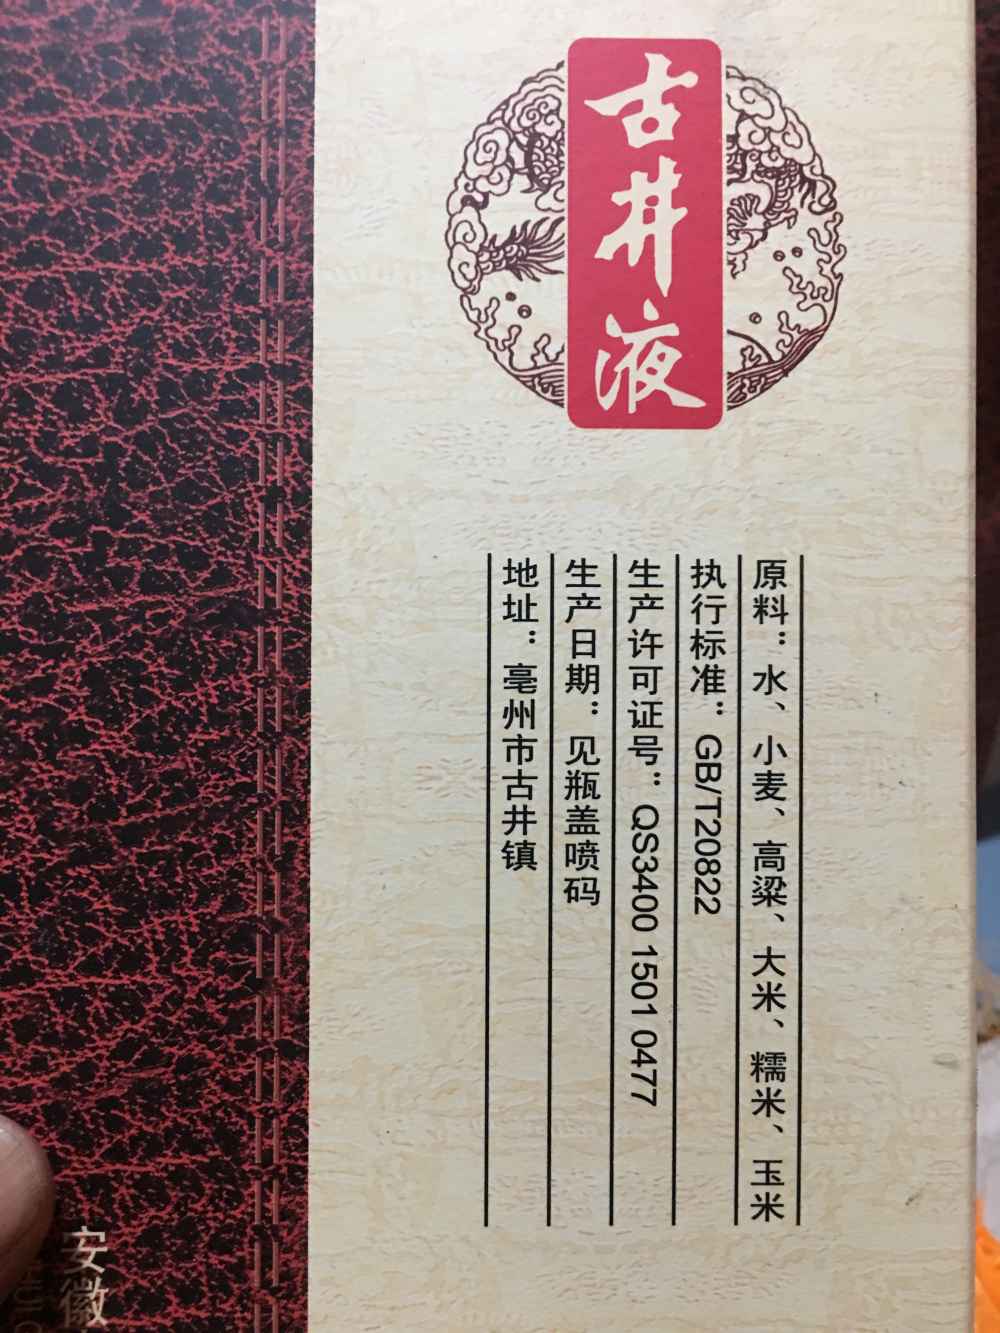 古井液
原料：水、小麦、高粱、大米、糯米、玉米
执行标准：GB/T20822
生产许可证号：QS3400 1501 0477
生产日期：见瓶盖喷码
地址：亳州市古井镇
安徽